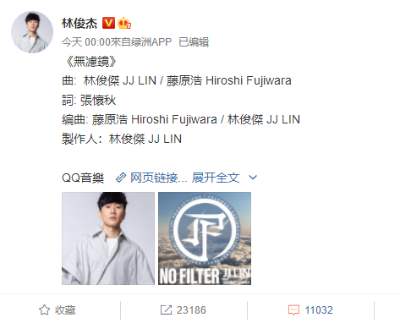 林俊杰
今天 00:00来自绿洲APP 已编辑
《無濾鏡》
曲: 林俊傑 JJ LIN / 藤原浩 Hiroshi Fujiwara
詞: 張懷秋
編曲: 藤原浩 Hiroshi Fujiwara / 林俊傑 JJ LIN
製作人：林俊傑 JJ LIN
QQ音樂 网页链接... 展开全文
NO FILTER JJ LIN
收藏 23186 11032